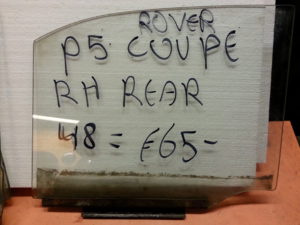 ROVER
P5 COUPE
RH REAR
48 = £65-